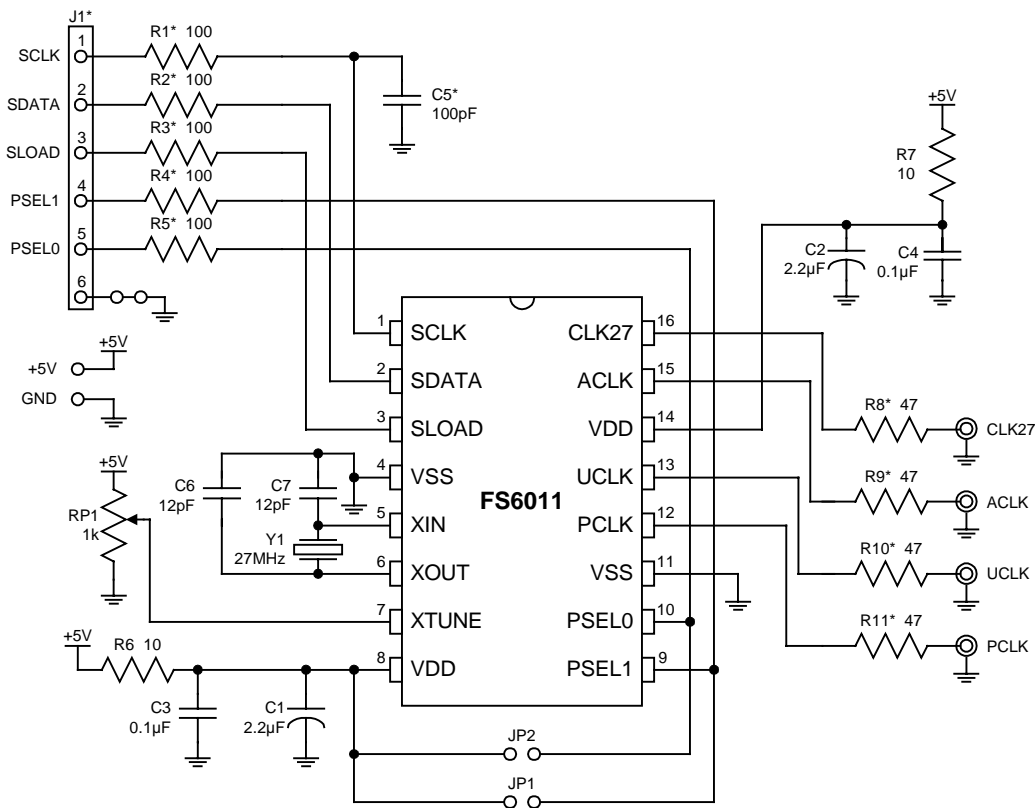 J1*
SCLK 1 R1* 100
SDATA 2 R2* 100
SLOAD 3 R3* 100
PSEL1 4 R4* 100
PSEL0 5 R5* 100
6
C5*
100pF
+5V
R7
10
C2
2.2µF
C4
0.1µF
+5V
+5V
GND
FS6011
1 SCLK
2 SDATA
3 SLOAD
4 VSS
5 XIN
6 XOUT
7 XTUNE
8 VDD
CLK27 16
ACLK 15
VDD 14
UCLK 13
PCLK 12
VSS 11
PSEL0 10
PSEL1 9
R8* 47 CLK27
R9* 47 ACLK
R10* 47 UCLK
R11* 47 PCLK
C6
12pF
C7
12pF
Y1
27MHz
+5V
RP1
1k
+5V
R6 10
C3
0.1µF
C1
2.2µF
JP2
JP1